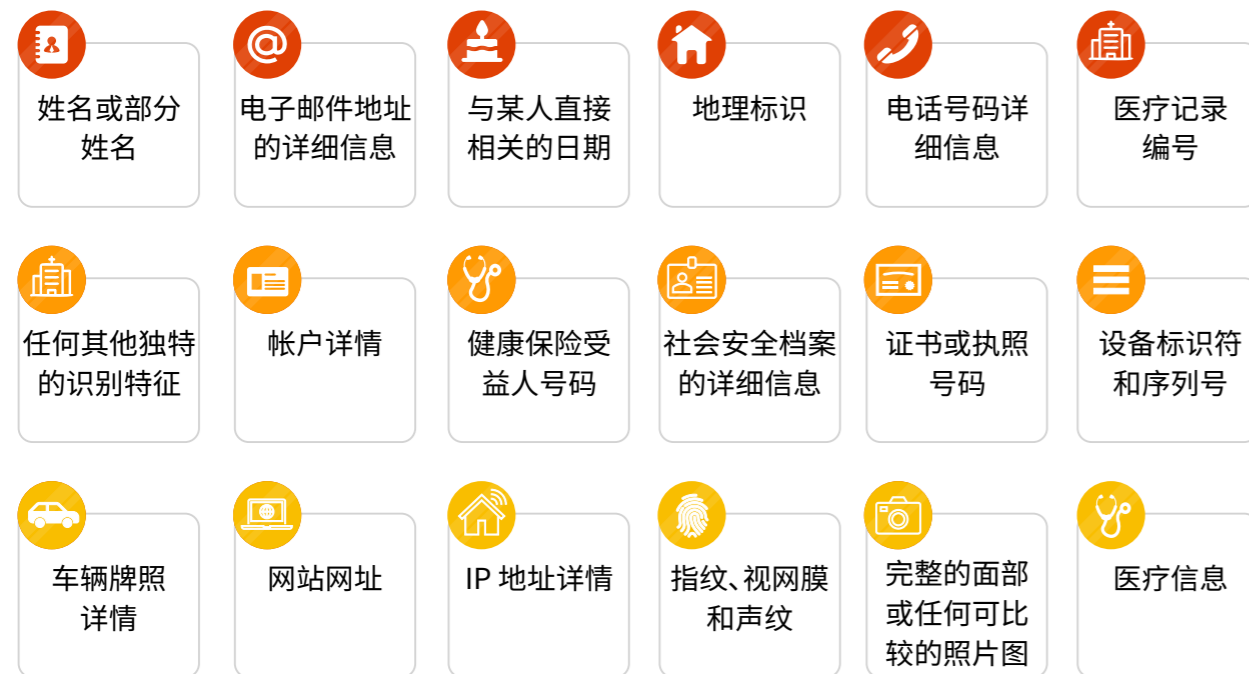 姓名或部分
姓名
电子邮件地址
的详细信息
与某人直接
相关的日期
地理标识
电话号码详
细信息
医疗记录
编号
任何其他独特
的识别特征
帐户详情
健康保险受
益人号码
社会安全档案
的详细信息
证书或执照
号码
设备标识符
和序列号
车辆牌照
详情
网站网址
IP 地址详情
指纹、视网膜
和声纹
完整的面部
或任何可比
较的照片图
医疗信息